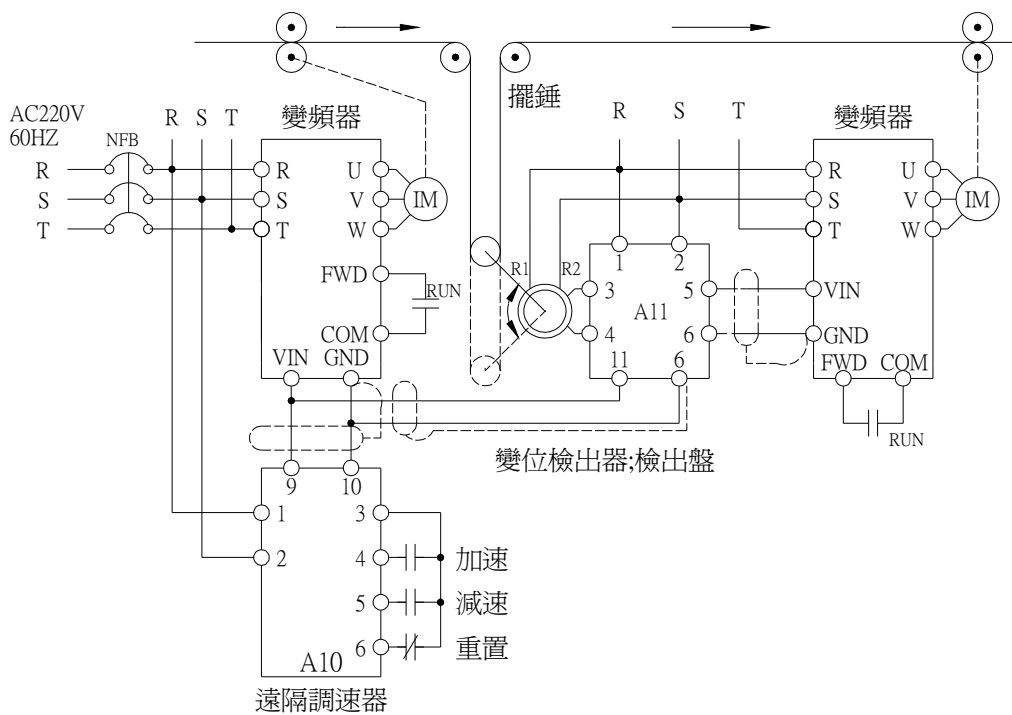 擺錘
AC220V
60HZ
NFB
R S T
變頻器
R S T
變頻器
R
S
T
R
S
T
U
V
W
IM
FWD
COM
RUN
VIN GND
R1 R2
1 2
3
4
5
6
A11
11 6
R
S
T
U
V
W
IM
VIN
GND
FWD COM
RUN
變位檢出器;檢出盤
9 10
1
2
3
4
5
6
加速
減速
重置
A10
遠隔調速器